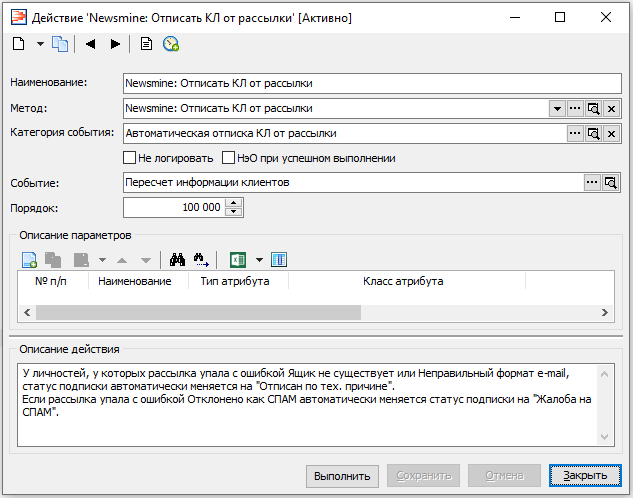 Действие 'Newsmine: Отписать КЛ от рассылки' [Активно]
Наименование: Newsmine: Отписать КЛ от рассылки
Метод: Newsmine: Отписать КЛ от рассылки
Категория события: Автоматическая отписка КЛ от рассылки
Не логировать НэО при успешном выполнении
Событие: Пересчет информации клиентов
Порядок: 100 000
Описание параметров
№ п/п Наименование Тип атрибута Класс атрибута
Описание действия
У личностей, у которых рассылка упала с ошибкой Ящик не существует или Неправильный формат e-mail,
статус подписки автоматически меняется на "Отписан по тех. причине".
Если рассылка упала с ошибкой Отклонено как СПАМ автоматически меняется статус подписки на "Жалоба на
СПАМ".
Выполнить Сохранить Отмена Закрыть